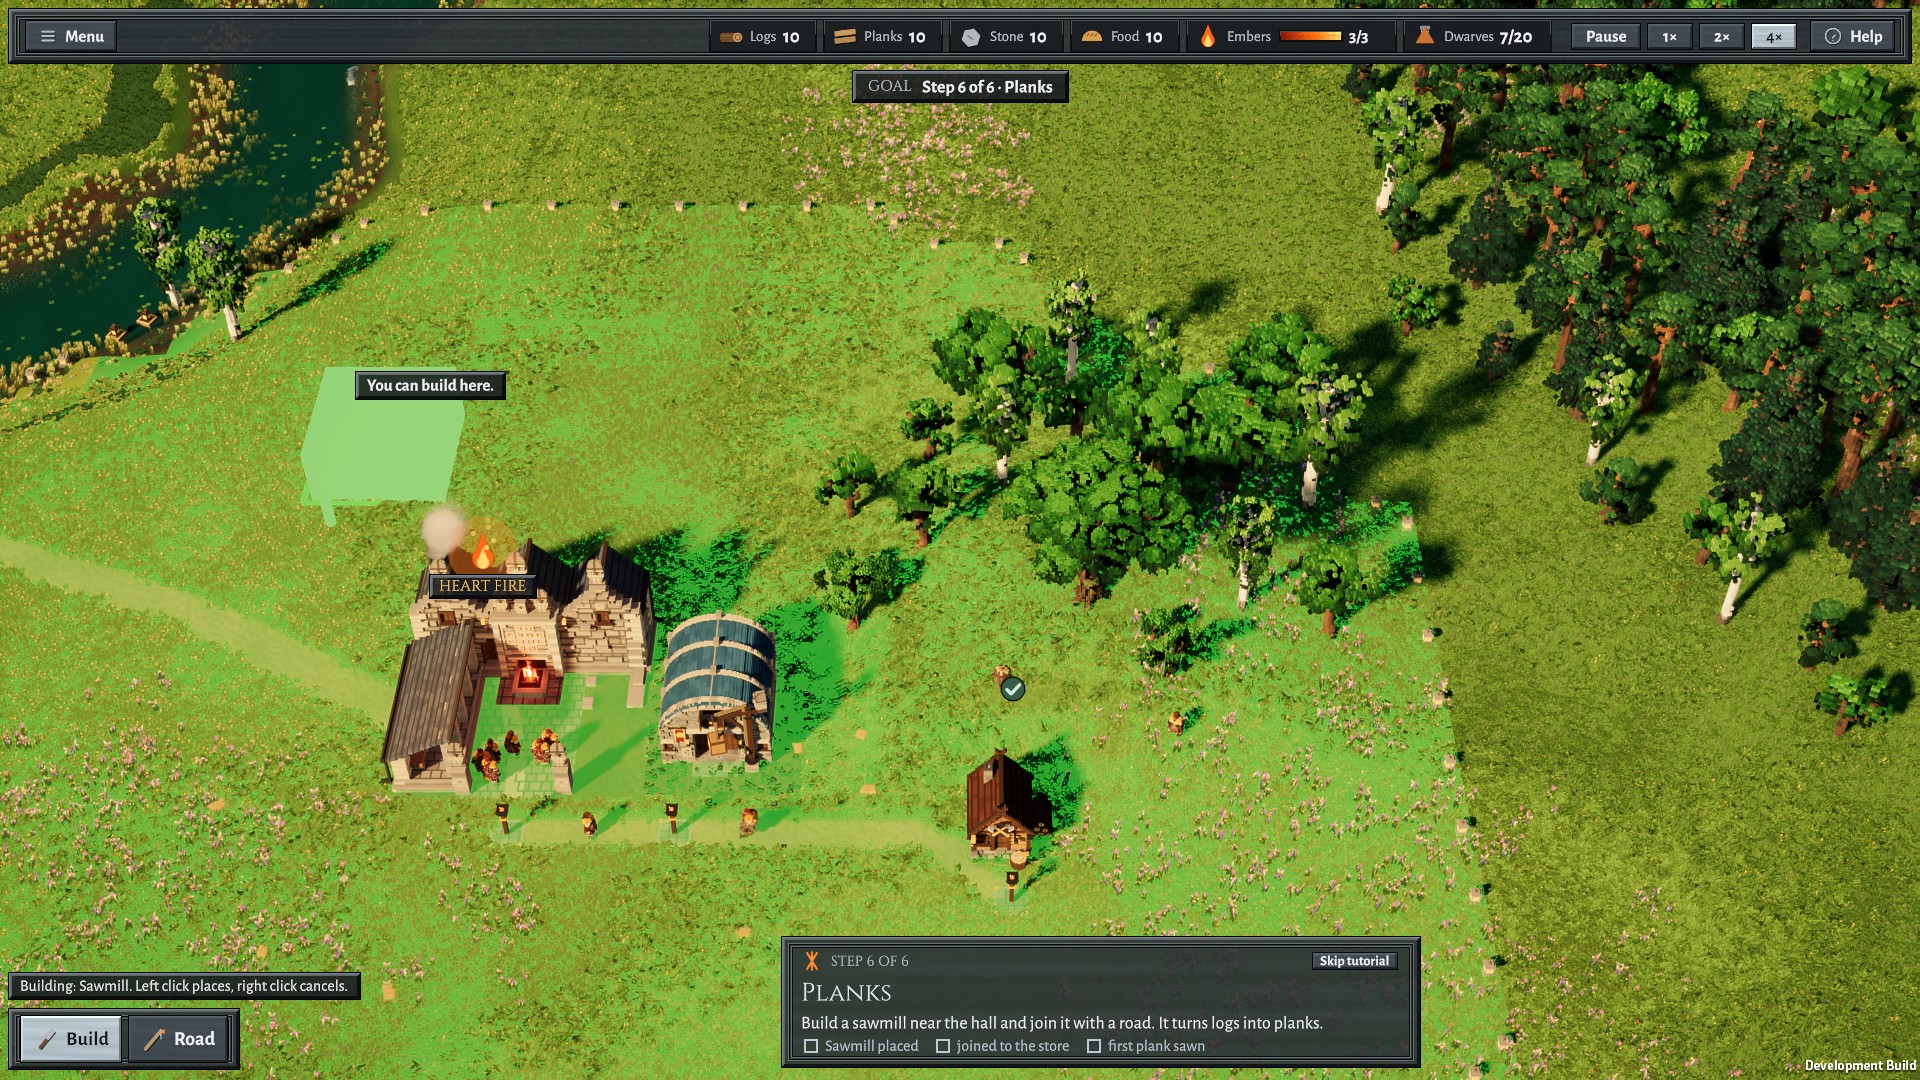 Menu
Logs 10
Planks 10
Stone 10
Food 10
Embers 3/3
Dwarves 7/20
Pause
1×
2×
4×
Help
GOAL Step 6 of 6 · Planks
You can build here.
HEART FIRE
STEP 6 OF 6
Skip tutorial
PLANKS
Build a sawmill near the hall and join it with a road. It turns logs into planks.
Sawmill placed
joined to the store
first plank sawn
Building: Sawmill. Left click places, right click cancels.
Build
Road
Development Build